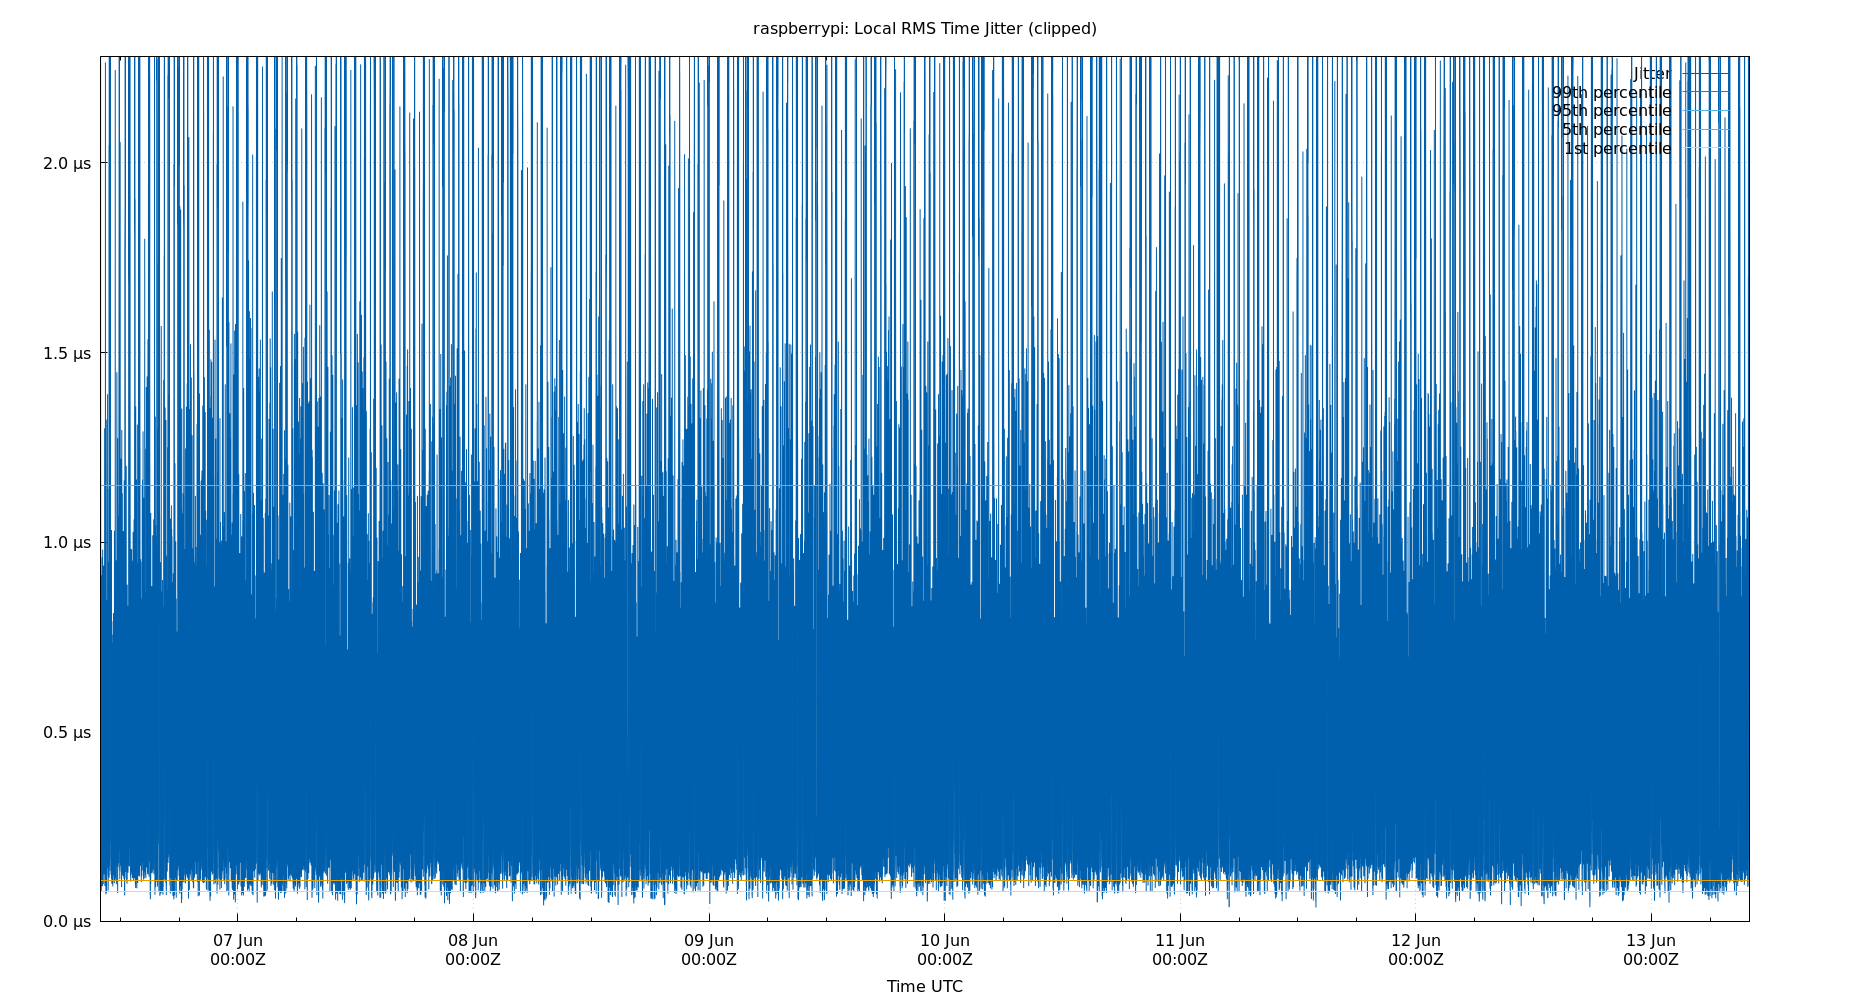 raspberrypi: Local RMS Time Jitter (clipped)
Jitter
99th percentile
95th percentile
5th percentile
1st percentile
2.0 µs
1.5 µs
1.0 µs
0.5 µs
0.0 µs
07 Jun 08 Jun 09 Jun 10 Jun 11 Jun 12 Jun 13 Jun
00:00Z 00:00Z 00:00Z 00:00Z 00:00Z 00:00Z 00:00Z
Time UTC